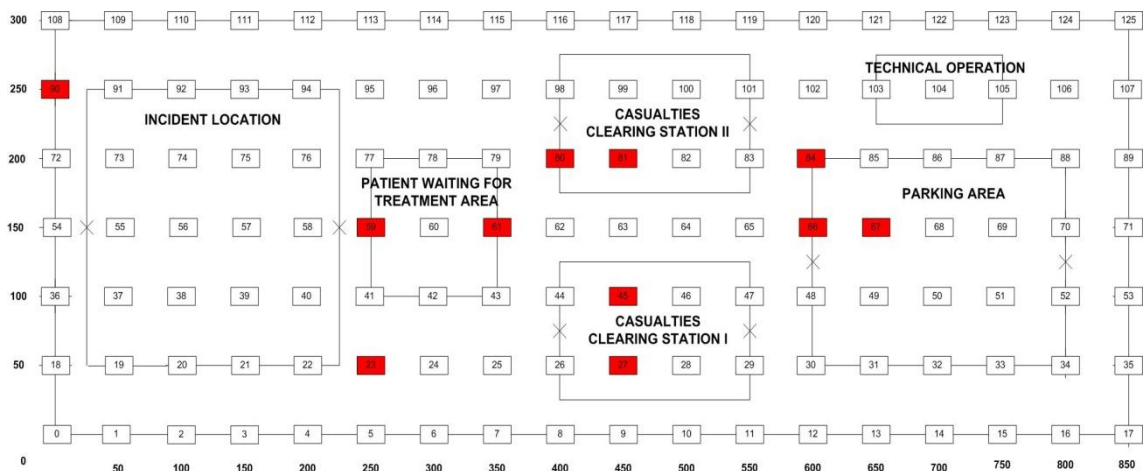 300 108 109 110 111 112 113 114 115 116 117 118 119 120 121 122 123 124 125
TECHNICAL OPERATION
250 90 91 92 93 94 95 96 97 98 99 100 101 102 103 104 105 106 107
INCIDENT LOCATION
CASUALTIES
CLEARING STATION II
200 72 73 74 75 76 77 78 79 80 81 82 83 84 85 86 87 88 89
PATIENT WAITING FOR
TREATMENT AREA
PARKING AREA
150 54 55 56 57 58 59 60 61 62 63 64 65 66 67 68 69 70 71
100 36 37 38 39 40 41 42 43 44 45 46 47 48 49 50 51 52 53
CASUALTIES
CLEARING STATION I
50 18 19 20 21 22 23 24 25 26 27 28 29 30 31 32 33 34 35
0 1 2 3 4 5 6 7 8 9 10 11 12 13 14 15 16 17
0 50 100 150 200 250 300 350 400 450 500 550 600 650 700 750 800 850